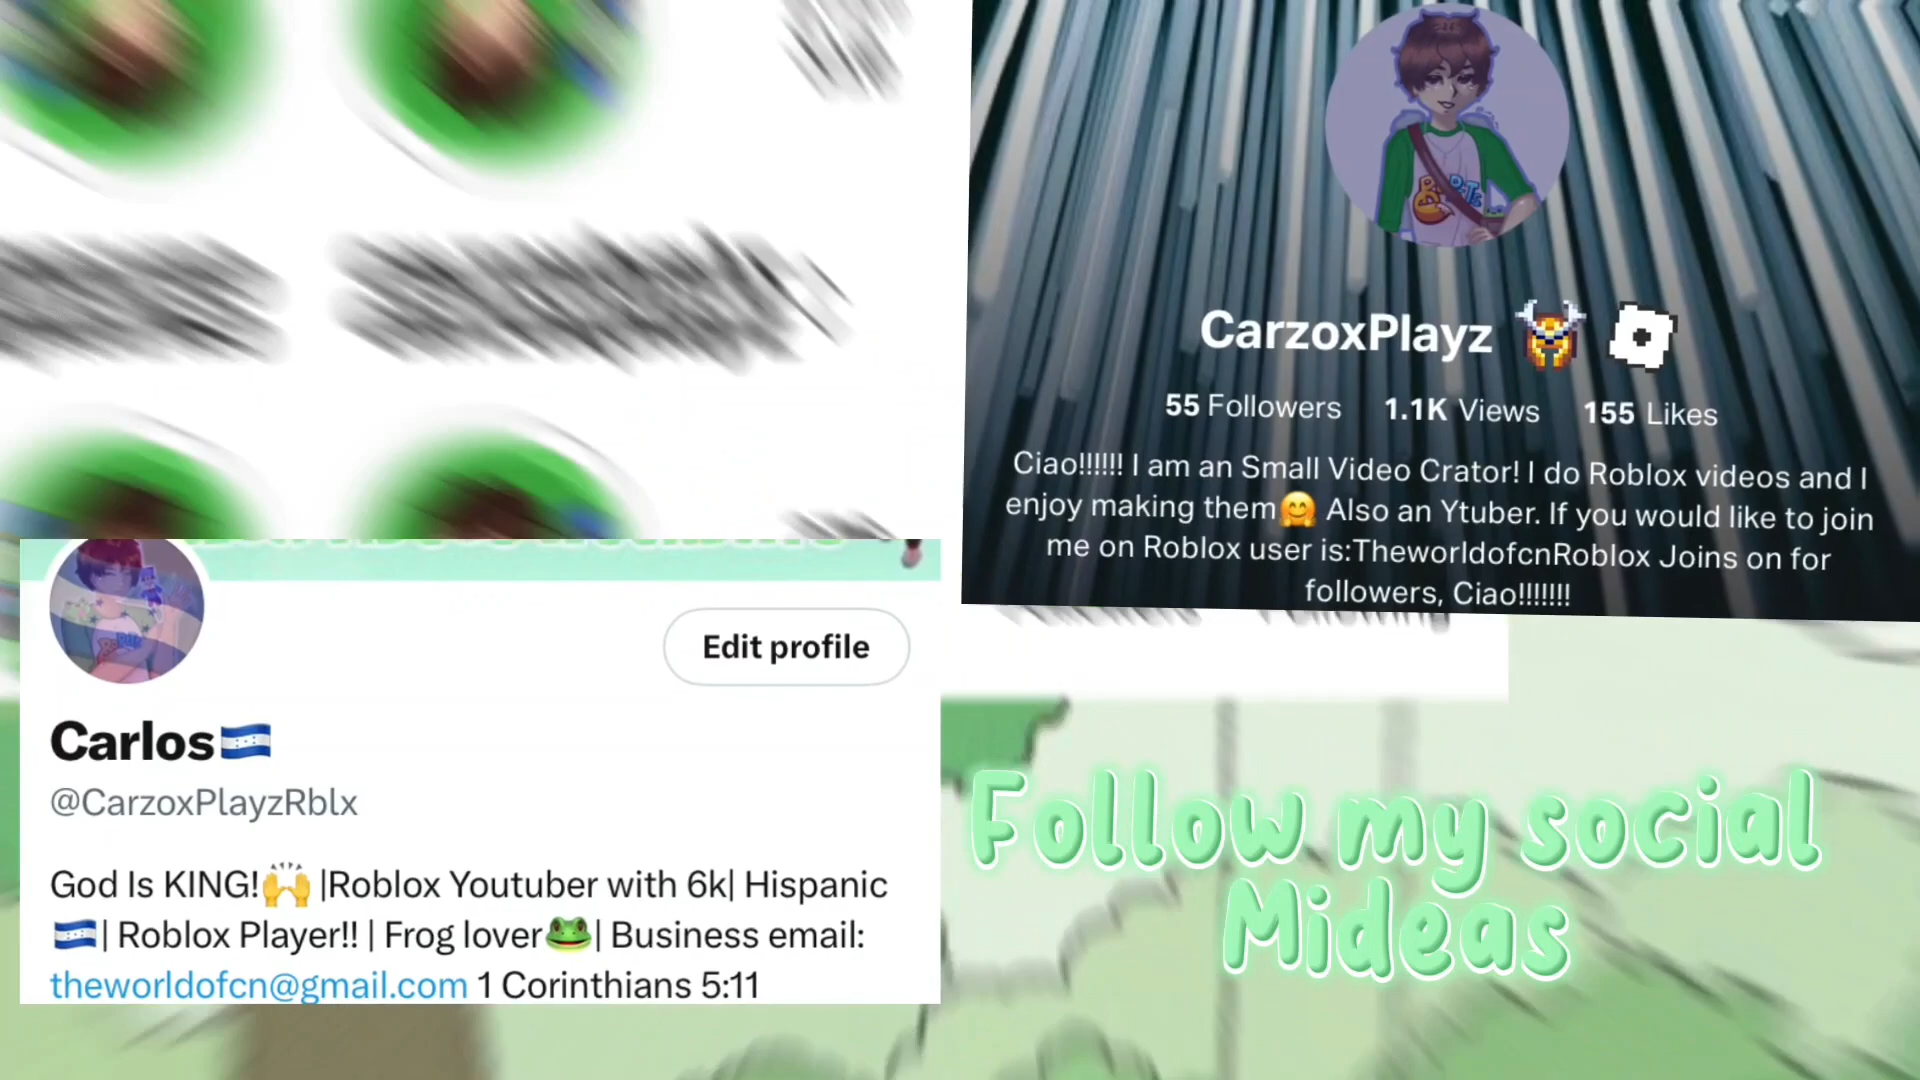 CarzoxPlayz
55 Followers 1.1K Views 155 Likes
Ciao!!!!!! I am an Small Video Crator! I do Roblox videos and I
enjoy making them🤗 Also an Ytuber. If you would like to join
me on Roblox user is:TheworldofcnRoblox Joins on for
followers, Ciao!!!!!!!
Edit profile
Carlos🇭🇳
@CarzoxPlayzRblx
God Is KING!🙌 |Roblox Youtuber with 6k| Hispanic
🇭🇳| Roblox Player!! | Frog lover🐸| Business email:
theworldofcn@gmail.com 1 Corinthians 5:11
Follow my social
Mideas